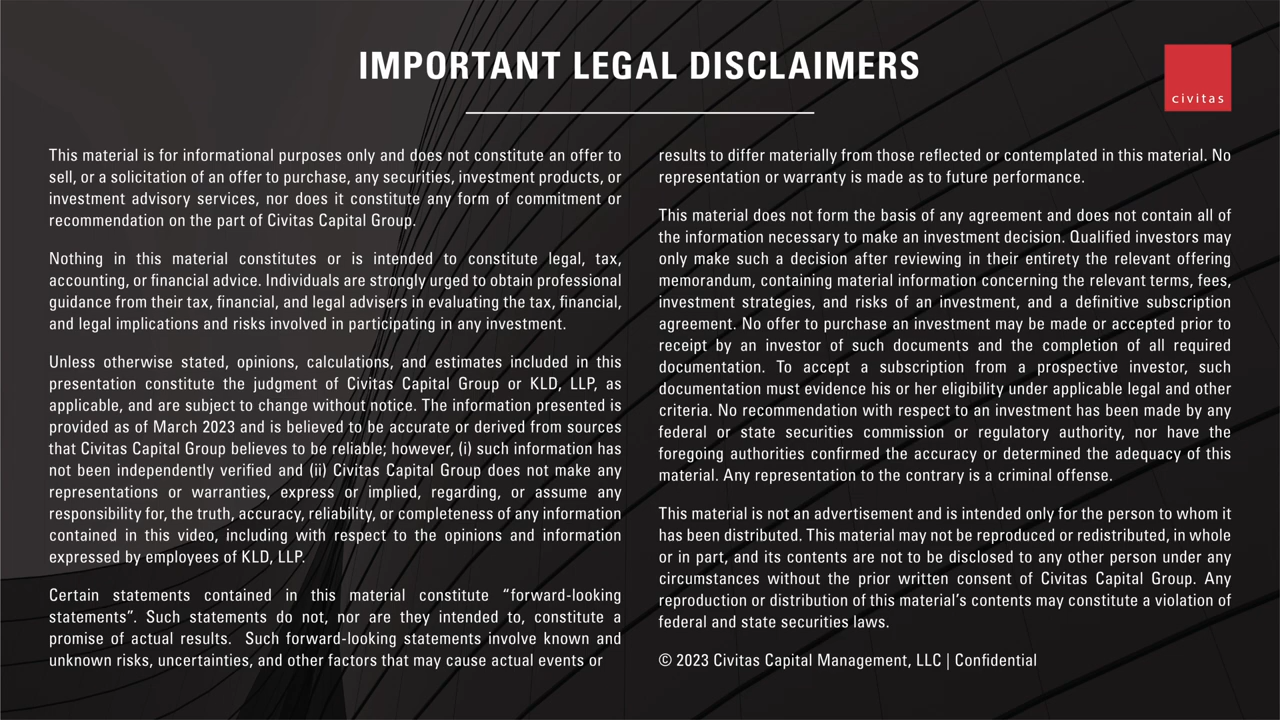 IMPORTANT LEGAL DISCLAIMERS
civitas
This material is for informational purposes only and does not constitute an offer to
sell, or a solicitation of an offer to purchase, any securities, investment products, or
investment advisory services, nor does it constitute any form of commitment or
recommendation on the part of Civitas Capital Group.
Nothing in this material constitutes or is intended to constitute legal, tax,
accounting, or financial advice. Individuals are strongly urged to obtain professional
guidance from their tax, financial, and legal advisers in evaluating the tax, financial,
and legal implications and risks involved in participating in any investment.
Unless otherwise stated, opinions, calculations, and estimates included in this
presentation constitute the judgment of Civitas Capital Group or KLD, LLP, as
applicable, and are subject to change without notice. The information presented is
provided as of March 2023 and is believed to be accurate or derived from sources
that Civitas Capital Group believes to be reliable; however, (i) such information has
not been independently verified and (ii) Civitas Capital Group does not make any
representations or warranties, express or implied, regarding, or assume any
responsibility for, the truth, accuracy, reliability, or completeness of any information
contained in this video, including with respect to the opinions and information
expressed by employees of KLD, LLP.
Certain statements contained in this material constitute “forward-looking
statements”. Such statements do not, nor are they intended to, constitute a
promise of actual results. Such forward-looking statements involve known and
unknown risks, uncertainties, and other factors that may cause actual events or
results to differ materially from those reflected or contemplated in this material. No
representation or warranty is made as to future performance.
This material does not form the basis of any agreement and does not contain all of
the information necessary to make an investment decision. Qualified investors may
only make such a decision after reviewing in their entirety the relevant offering
memorandum, containing material information concerning the relevant terms, fees,
investment strategies, and risks of an investment, and a definitive subscription
agreement. No offer to purchase an investment may be made or accepted prior to
receipt by an investor of such documents and the completion of all required
documentation. To accept a subscription from a prospective investor, such
documentation must evidence his or her eligibility under applicable legal and other
criteria. No recommendation with respect to an investment has been made by any
federal or state securities commission or regulatory authority, nor have the
foregoing authorities confirmed the accuracy or determined the adequacy of this
material. Any representation to the contrary is a criminal offense.
This material is not an advertisement and is intended only for the person to whom it
has been distributed. This material may not be reproduced or redistributed, in whole
or in part, and its contents are not to be disclosed to any other person under any
circumstances without the prior written consent of Civitas Capital Group. Any
reproduction or distribution of this material’s contents may constitute a violation of
federal and state securities laws.
© 2023 Civitas Capital Management, LLC | Confidential